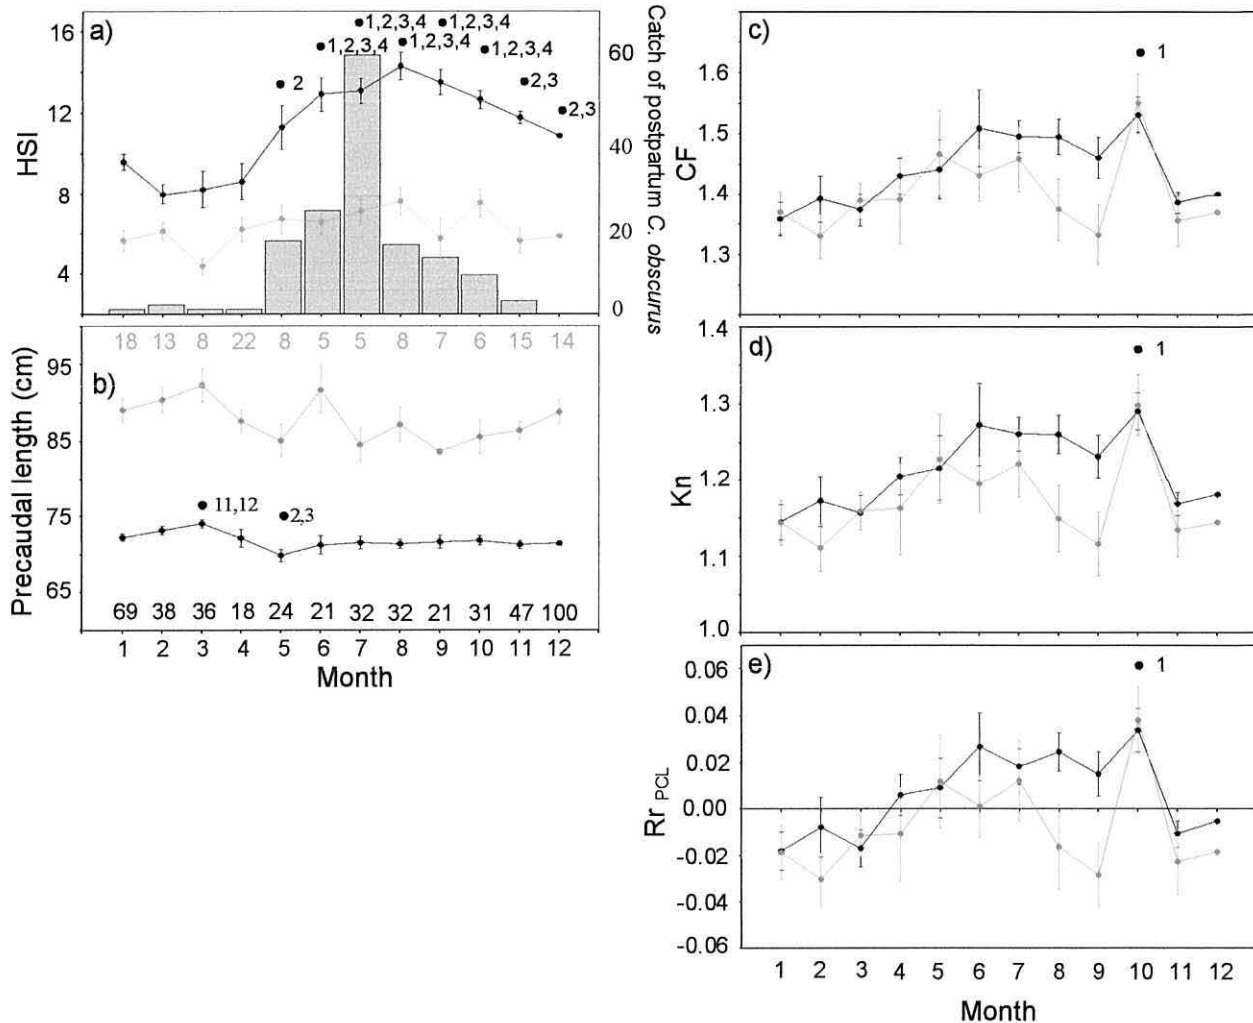 a)
HSI
16
12
8
4
● 2
● 1,2,3,4
● 1,2,3,4
● 1,2,3,4
● 1,2,3,4
● 1,2,3,4
● 2,3
● 2,3
60
40
20
0
Catch of postpartum C. obscurus
b)
Precaudal length (cm)
95
85
75
65
18 13 8 22 8 5 5 8 7 6 15 14
● 11,12
● 2,3
69 38 36 18 24 21 32 32 21 31 47 100
1 2 3 4 5 6 7 8 9 10 11 12
Month
c)
CF
1.6
1.5
1.4
1.3
● 1
d)
Kn
1.4
1.3
1.2
1.1
1.0
● 1
e)
Rr PCL
0.06
0.04
0.02
0.00
-0.02
-0.04
-0.06
● 1
1 2 3 4 5 6 7 8 9 10 11 12
Month